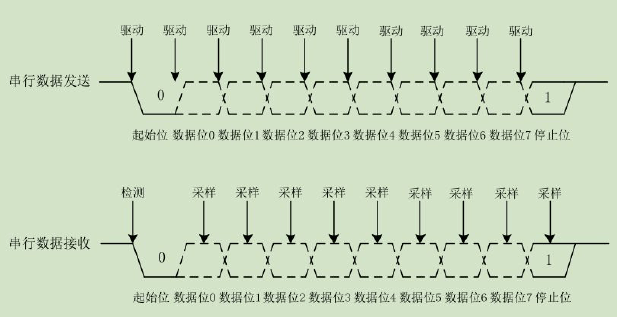 驱动 驱动 驱动 驱动 驱动 驱动 驱动 驱动 驱动 驱动
串行数据发送 0 1
起始位 数据位0 数据位1 数据位2 数据位3 数据位4 数据位5 数据位6 数据位7 停止位
检测 采样 采样 采样 采样 采样 采样 采样 采样 采样
串行数据接收 0 1
起始位 数据位0 数据位1 数据位2 数据位3 数据位4 数据位5 数据位6 数据位7 停止位